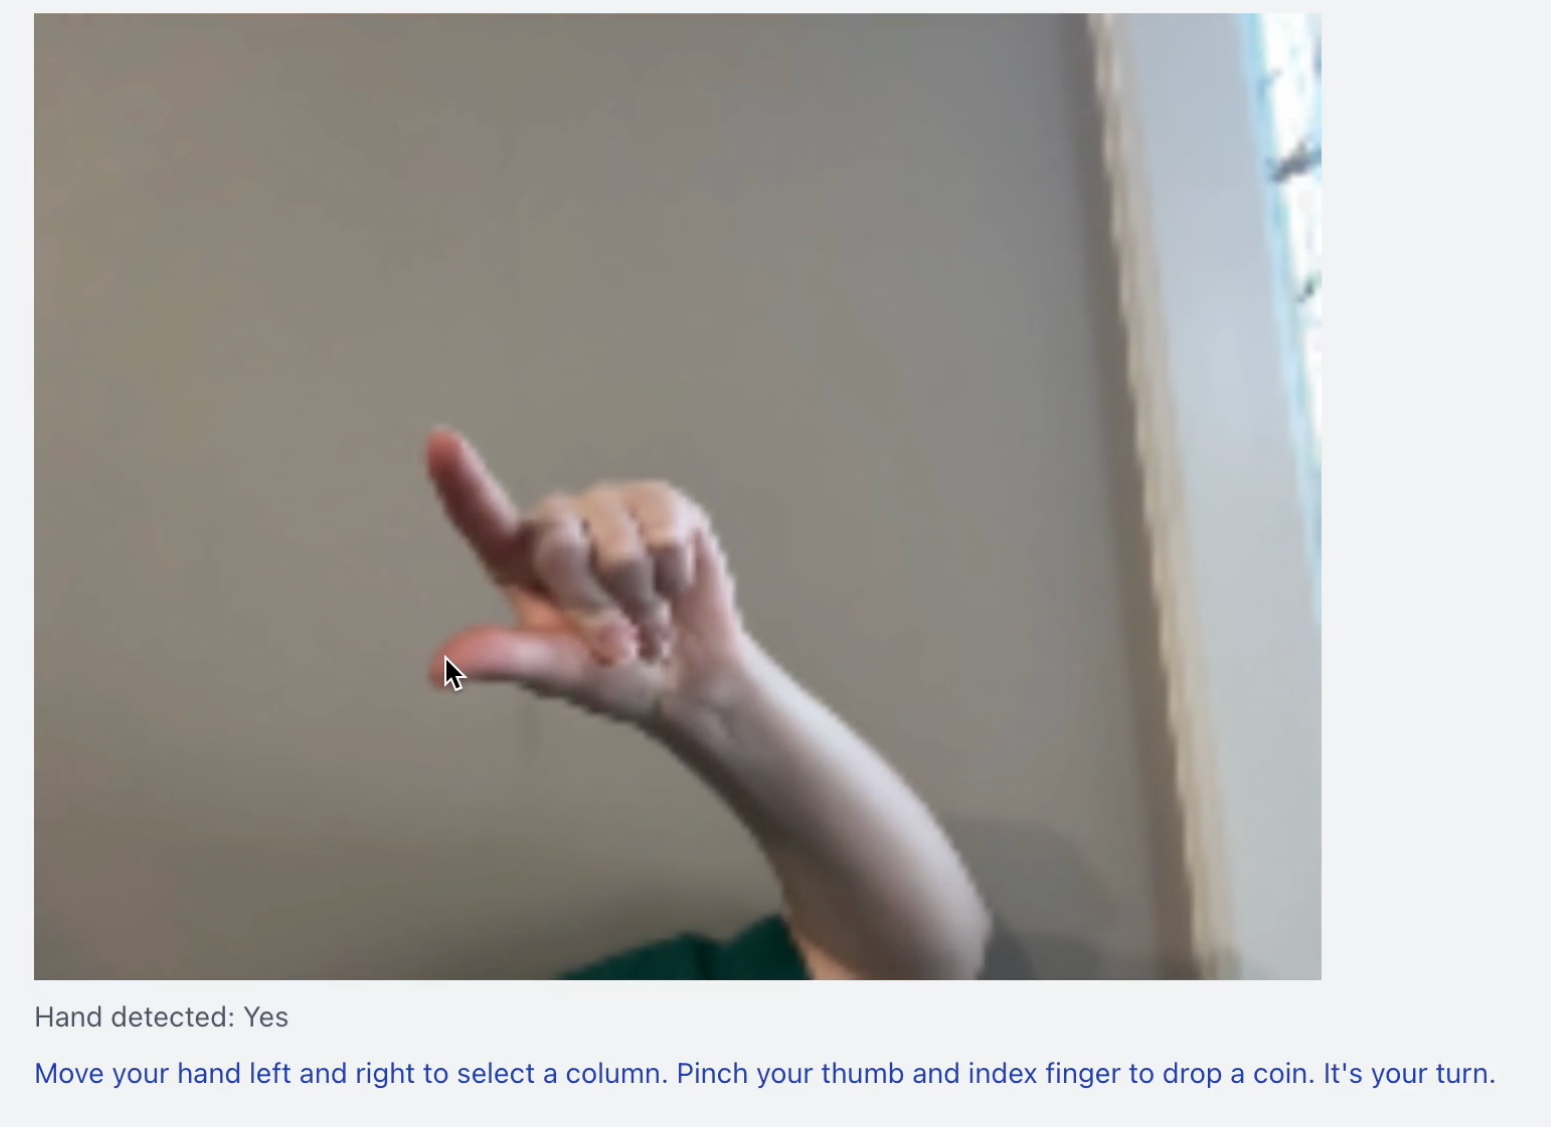 Hand detected: Yes
Move your hand left and right to select a column. Pinch your thumb and index finger to drop a coin. It's your turn.